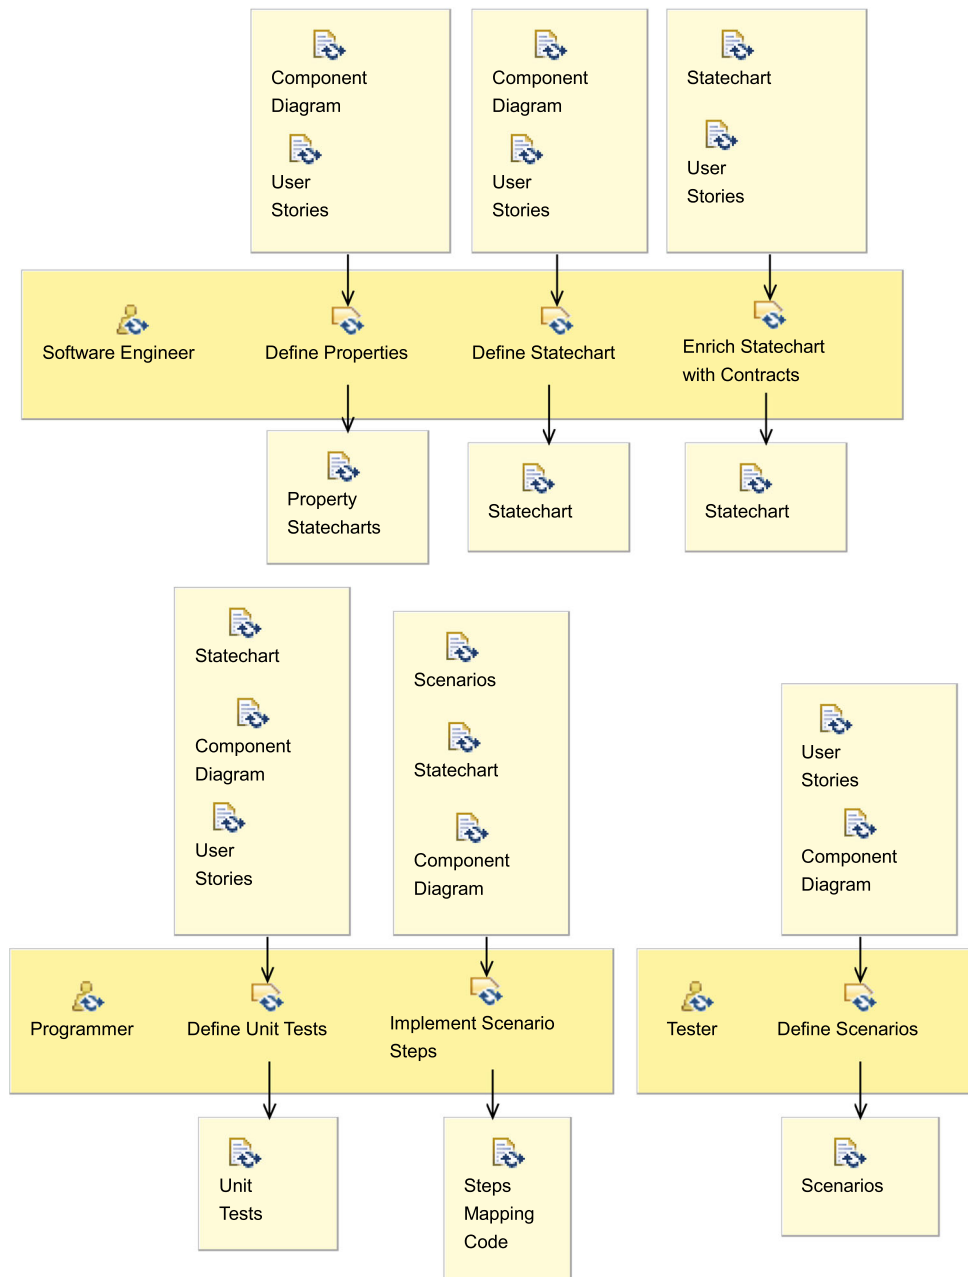 Component
Diagram
User
Stories
Component
Diagram
User
Stories
Statechart
User
Stories
Software Engineer
Define Properties
Define Statechart
Enrich Statechart
with Contracts
Property
Statecharts
Statechart
Statechart
Statechart
Component
Diagram
User
Stories
Scenarios
Statechart
Component
Diagram
User
Stories
Component
Diagram
Programmer
Define Unit Tests
Implement Scenario
Steps
Tester
Define Scenarios
Unit
Tests
Steps
Mapping
Code
Scenarios